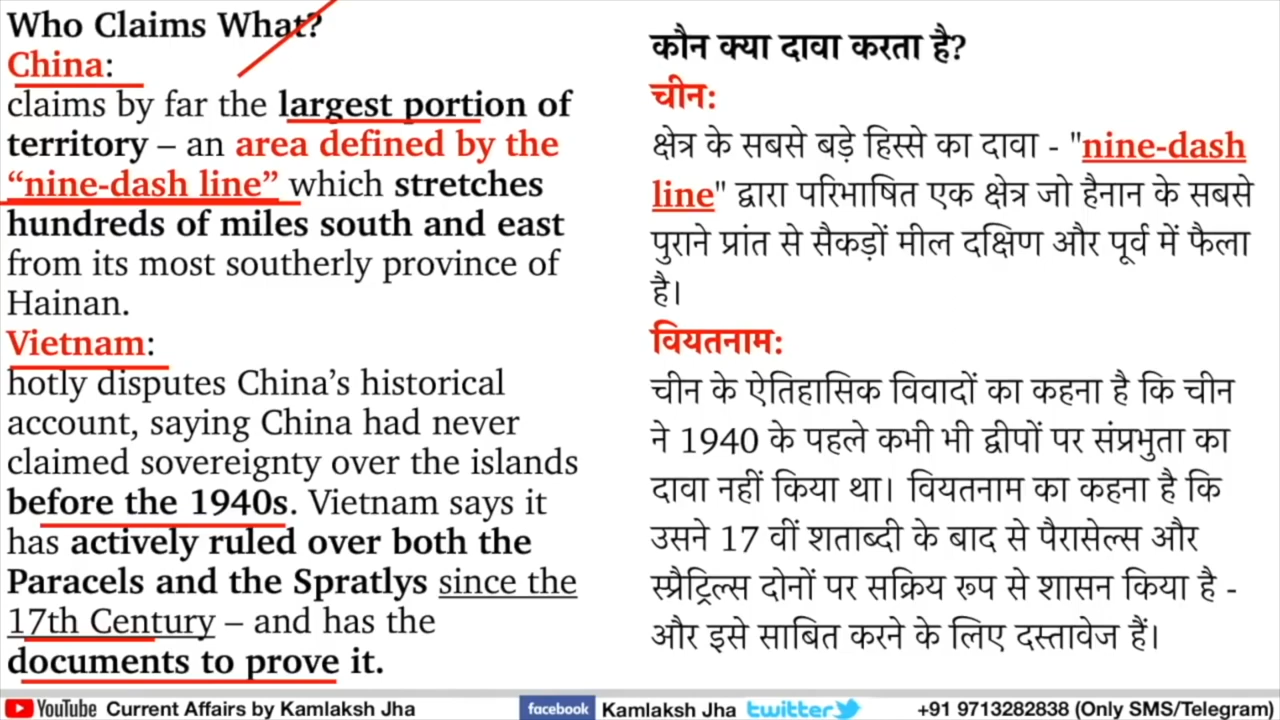 Who Claims What?
China:
claims by far the largest portion of
territory – an area defined by the
“nine-dash line” which stretches
hundreds of miles south and east
from its most southerly province of
Hainan.
Vietnam:
hotly disputes China’s historical
account, saying China had never
claimed sovereignty over the islands
before the 1940s. Vietnam says it
has actively ruled over both the
Paracels and the Spratlys since the
17th Century – and has the
documents to prove it.
कौन क्या दावा करता है?
चीन:
क्षेत्र के सबसे बड़े हिस्से का दावा - "nine-dash
line" द्वारा परिभाषित एक क्षेत्र जो हैनान के सबसे
पुराने प्रांत से सैकड़ों मील दक्षिण और पूर्व में फैला
है।
वियतनाम:
चीन के ऐतिहासिक विवादों का कहना है कि चीन
ने 1940 के पहले कभी भी द्वीपों पर संप्रभुता का
दावा नहीं किया था। वियतनाम का कहना है कि
उसने 17 वीं शताब्दी के बाद से पैरासेल्स और
स्प्रैट्रिल्स दोनों पर सक्रिय रूप से शासन किया है -
और इसे साबित करने के लिए दस्तावेज हैं।
YouTube Current Affairs by Kamlaksh Jha facebook Kamlaksh Jha twitter +91 9713282838 (Only SMS/Telegram)